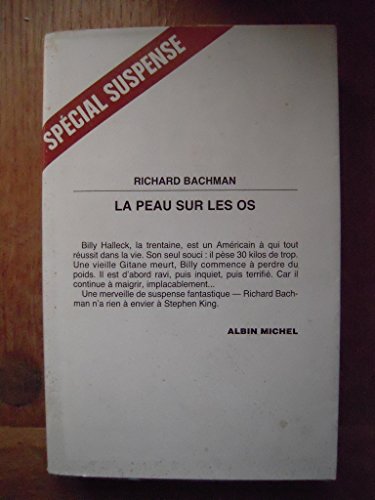 SPÉCIAL SUSPENSE
RICHARD BACHMAN
LA PEAU SUR LES OS
Billy Halleck, la trentaine, est un Américain à qui tout
réussit dans la vie. Son seul souci : il pèse 30 kilos de trop.
Une vieille Gitane meurt, Billy commence à perdre du
poids. Il est d'abord ravi, puis inquiet, puis terrifié. Car il
continue à maigrir, implacablement...
Une merveille de suspense fantastique — Richard Bach-
man n'a rien à envier à Stephen King.
ALBIN MICHEL